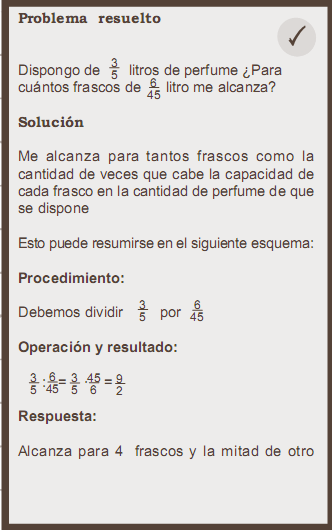 Problema resuelto
Dispongo de 3/5 litros de perfume ¿Para
cuántos frascos de 6/45 litro me alcanza?
Solución
Me alcanza para tantos frascos como la
cantidad de veces que cabe la capacidad de
cada frasco en la cantidad de perfume de que
se dispone
Esto puede resumirse en el siguiente esquema:
Procedimiento:
Debemos dividir 3/5 por 6/45
Operación y resultado:
3/5 : 6/45 = 3/5 · 45/6 = 9/2
Respuesta:
Alcanza para 4 frascos y la mitad de otro